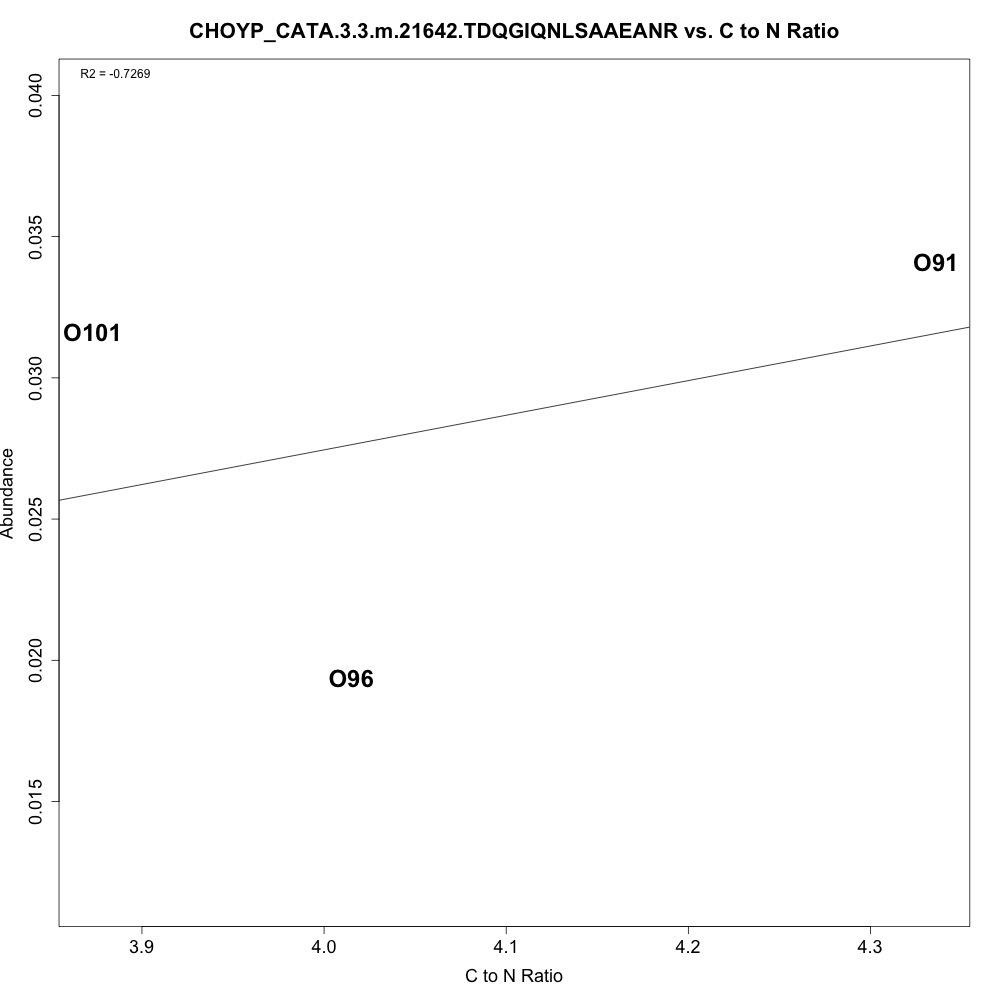 CHOYP_CATA.3.3.m.21642.TDQGIQNLSAAEANR vs. C to N Ratio
R2 = -0.7269
0.040
0.035
0.030
0.025
0.020
0.015
Abundance
O91
O101
O96
3.9
4.0
4.1
4.2
4.3
C to N Ratio